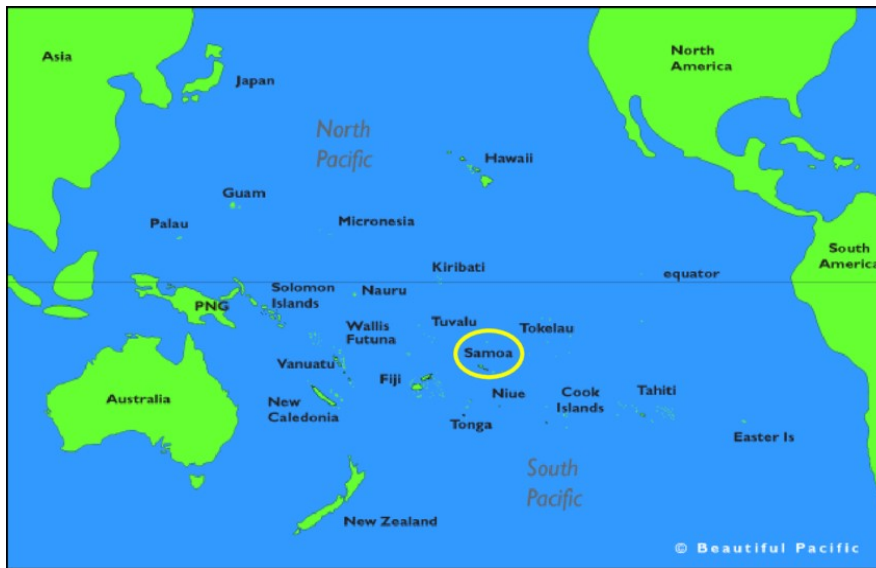 Asia
North
America
Japan
North
Pacific
Hawaii
Guam
Palau
Micronesia
South
America
Kiribati
equator
Solomon
Islands
Nauru
PNG
Wallis
Futuna
Tuvalu
Tokelau
Samoa
Vanuatu
Fiji
Australia
New
Caledonia
Niue
Cook
Islands
Tahiti
Tonga
Easter Is
South
Pacific
New Zealand
© Beautiful Pacific